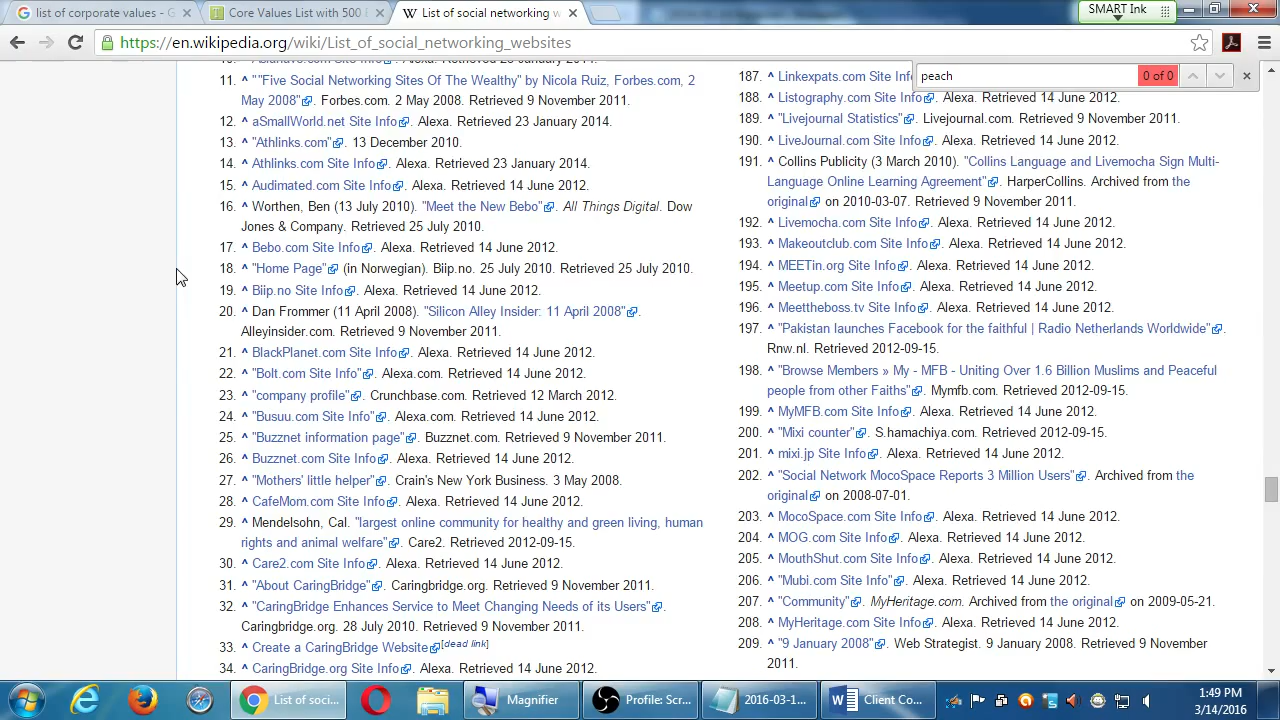 list of corporate values - G
Core Values List with 500 
List of social networking w
SMART Ink
https://en.wikipedia.org/wiki/List_of_social_networking_websites
peach
0 of 0
11. ^ ""Five Social Networking Sites Of The Wealthy" by Nicola Ruiz, Forbes.com, 2
May 2008". Forbes.com. 2 May 2008. Retrieved 9 November 2011.
12. ^ aSmallWorld.net Site Info. Alexa. Retrieved 23 January 2014.
13. ^ "Athlinks.com". 13 December 2010.
14. ^ Athlinks.com Site Info. Alexa. Retrieved 23 January 2014.
15. ^ Audimated.com Site Info. Alexa. Retrieved 14 June 2012.
16. ^ Worthen, Ben (13 July 2010). "Meet the New Bebo". All Things Digital. Dow
Jones & Company. Retrieved 25 July 2010.
17. ^ Bebo.com Site Info. Alexa. Retrieved 14 June 2012.
18. ^ "Home Page" (in Norwegian). Biip.no. 25 July 2010. Retrieved 25 July 2010.
19. ^ Biip.no Site Info. Alexa. Retrieved 14 June 2012.
20. ^ Dan Frommer (11 April 2008). "Silicon Alley Insider: 11 April 2008".
Alleyinsider.com. Retrieved 9 November 2011.
21. ^ BlackPlanet.com Site Info. Alexa. Retrieved 14 June 2012.
22. ^ "Bolt.com Site Info". Alexa.com. Retrieved 14 June 2012.
23. ^ "company profile". Crunchbase.com. Retrieved 12 March 2012.
24. ^ "Busuu.com Site Info". Alexa.com. Retrieved 14 June 2012.
25. ^ "Buzznet information page". Buzznet.com. Retrieved 9 November 2011.
26. ^ Buzznet.com Site Info. Alexa. Retrieved 14 June 2012.
27. ^ "Mothers' little helper". Crain's New York Business. 3 May 2008.
28. ^ CafeMom.com Site Info. Alexa. Retrieved 14 June 2012.
29. ^ Mendelsohn, Cal. "largest online community for healthy and green living, human
rights and animal welfare". Care2. Retrieved 2012-09-15.
30. ^ Care2.com Site Info. Alexa. Retrieved 14 June 2012.
31. ^ "About CaringBridge". Caringbridge.org. Retrieved 9 November 2011.
32. ^ "CaringBridge Enhances Service to Meet Changing Needs of its Users".
Caringbridge.org. 28 July 2010. Retrieved 9 November 2011.
33. ^ Create a CaringBridge Website[dead link]
34. ^ CaringBridge.org Site Info. Alexa. Retrieved 14 June 2012.
187. ^ Linkexpats.com Site Inf
188. ^ Listography.com Site Info. Alexa. Retrieved 14 June 2012.
189. ^ "Livejournal Statistics". Livejournal.com. Retrieved 9 November 2011.
190. ^ LiveJournal.com Site Info. Alexa. Retrieved 14 June 2012.
191. ^ Collins Publicity (3 March 2010). "Collins Language and Livemocha Sign Multi-
Language Online Learning Agreement". HarperCollins. Archived from the
original on 2010-03-07. Retrieved 9 November 2011.
192. ^ Livemocha.com Site Info. Alexa. Retrieved 14 June 2012.
193. ^ Makeoutclub.com Site Info. Alexa. Retrieved 14 June 2012.
194. ^ MEETin.org Site Info. Alexa. Retrieved 14 June 2012.
195. ^ Meetup.com Site Info. Alexa. Retrieved 14 June 2012.
196. ^ Meettheboss.tv Site Info. Alexa. Retrieved 14 June 2012.
197. ^ "Pakistan launches Facebook for the faithful | Radio Netherlands Worldwide".
Rnw.nl. Retrieved 2012-09-15.
198. ^ "Browse Members » My - MFB - Uniting Over 1.6 Billion Muslims and Peaceful
people from other Faiths". Mymfb.com. Retrieved 2012-09-15.
199. ^ MyMFB.com Site Info. Alexa. Retrieved 14 June 2012.
200. ^ "Mixi counter". S.hamachiya.com. Retrieved 2012-09-15.
201. ^ mixi.jp Site Info. Alexa. Retrieved 14 June 2012.
202. ^ "Social Network MocoSpace Reports 3 Million Users". Archived from the
original on 2008-07-01.
203. ^ MocoSpace.com Site Info. Alexa. Retrieved 14 June 2012.
204. ^ MOG.com Site Info. Alexa. Retrieved 14 June 2012.
205. ^ MouthShut.com Site Info. Alexa. Retrieved 14 June 2012.
206. ^ "Mubi.com Site Info". Alexa. Retrieved 14 June 2012.
207. ^ "Community". MyHeritage.com. Archived from the original on 2009-05-21.
208. ^ MyHeritage.com Site Info. Alexa. Retrieved 14 June 2012.
209. ^ "9 January 2008". Web Strategist. 9 January 2008. Retrieved 9 November
2011.
List of soci...
Magnifier
Profile: Scr...
2016-03-1...
Client Co...
1:49 PM
3/14/2016